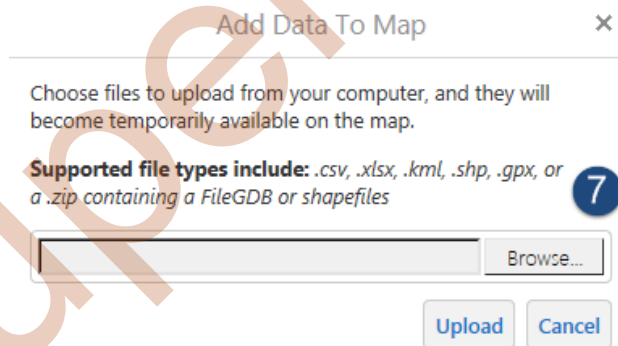 Add Data To Map ×
Choose files to upload from your computer, and they will
become temporarily available on the map.
Supported file types include: .csv, .xlsx, .kml, .shp, .gpx, or
a .zip containing a FileGDB or shapefiles
7
Browse...
Upload Cancel